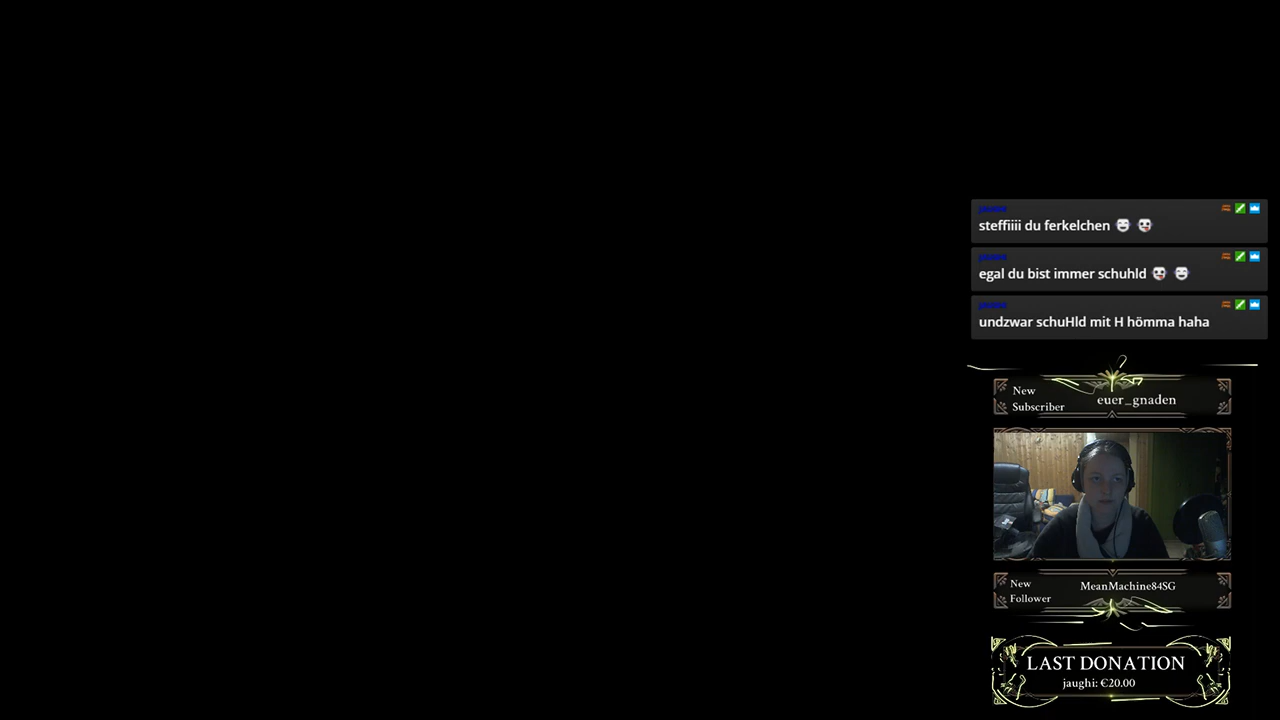 steffiiii du ferkelchen
egal du bist immer schuhld
undzwar schuHld mit H hömma haha
New
Subscriber
euer_gnaden
New
Follower
MeanMachine84SG
LAST DONATION
jaughi: €20.00